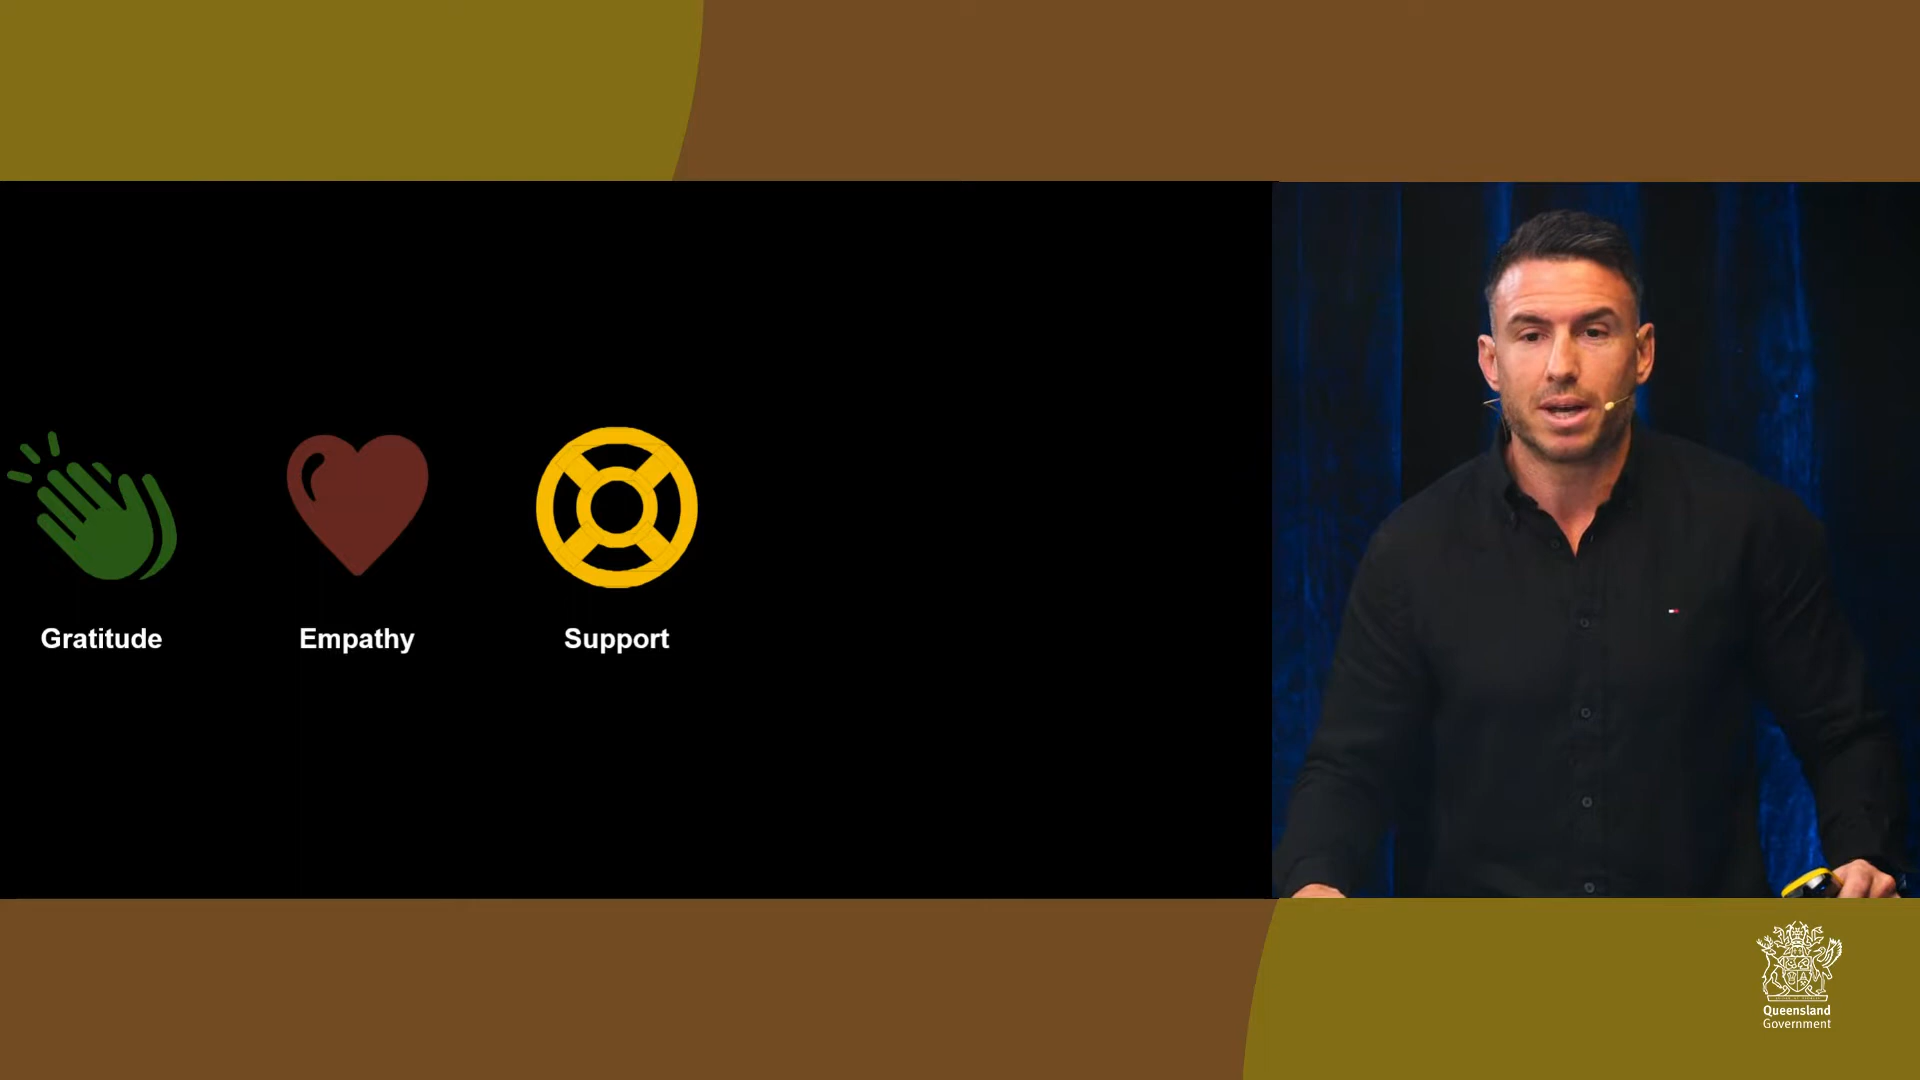 Gratitude
Empathy
Support
Queensland
Government